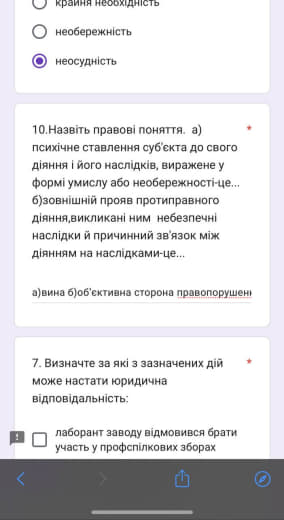 крайня необхідність
необережність
неосудність
10.Назвіть правові поняття. а) *
психічне ставлення суб'єкта до свого
діяння і його наслідків, виражене у
формі умислу або необережності-це...
б)зовнішній прояв протиправного
діяння,викликані ним небезпечні
наслідки й причинний зв'язок між
діянням на наслідками-це...
а)вина б)об'єктивна сторона правопорушенн
7. Визначте за які з зазначених дій *
може настати юридична
відповідальність:
лаборант заводу відмовився брати
участь у профспілкових зборах